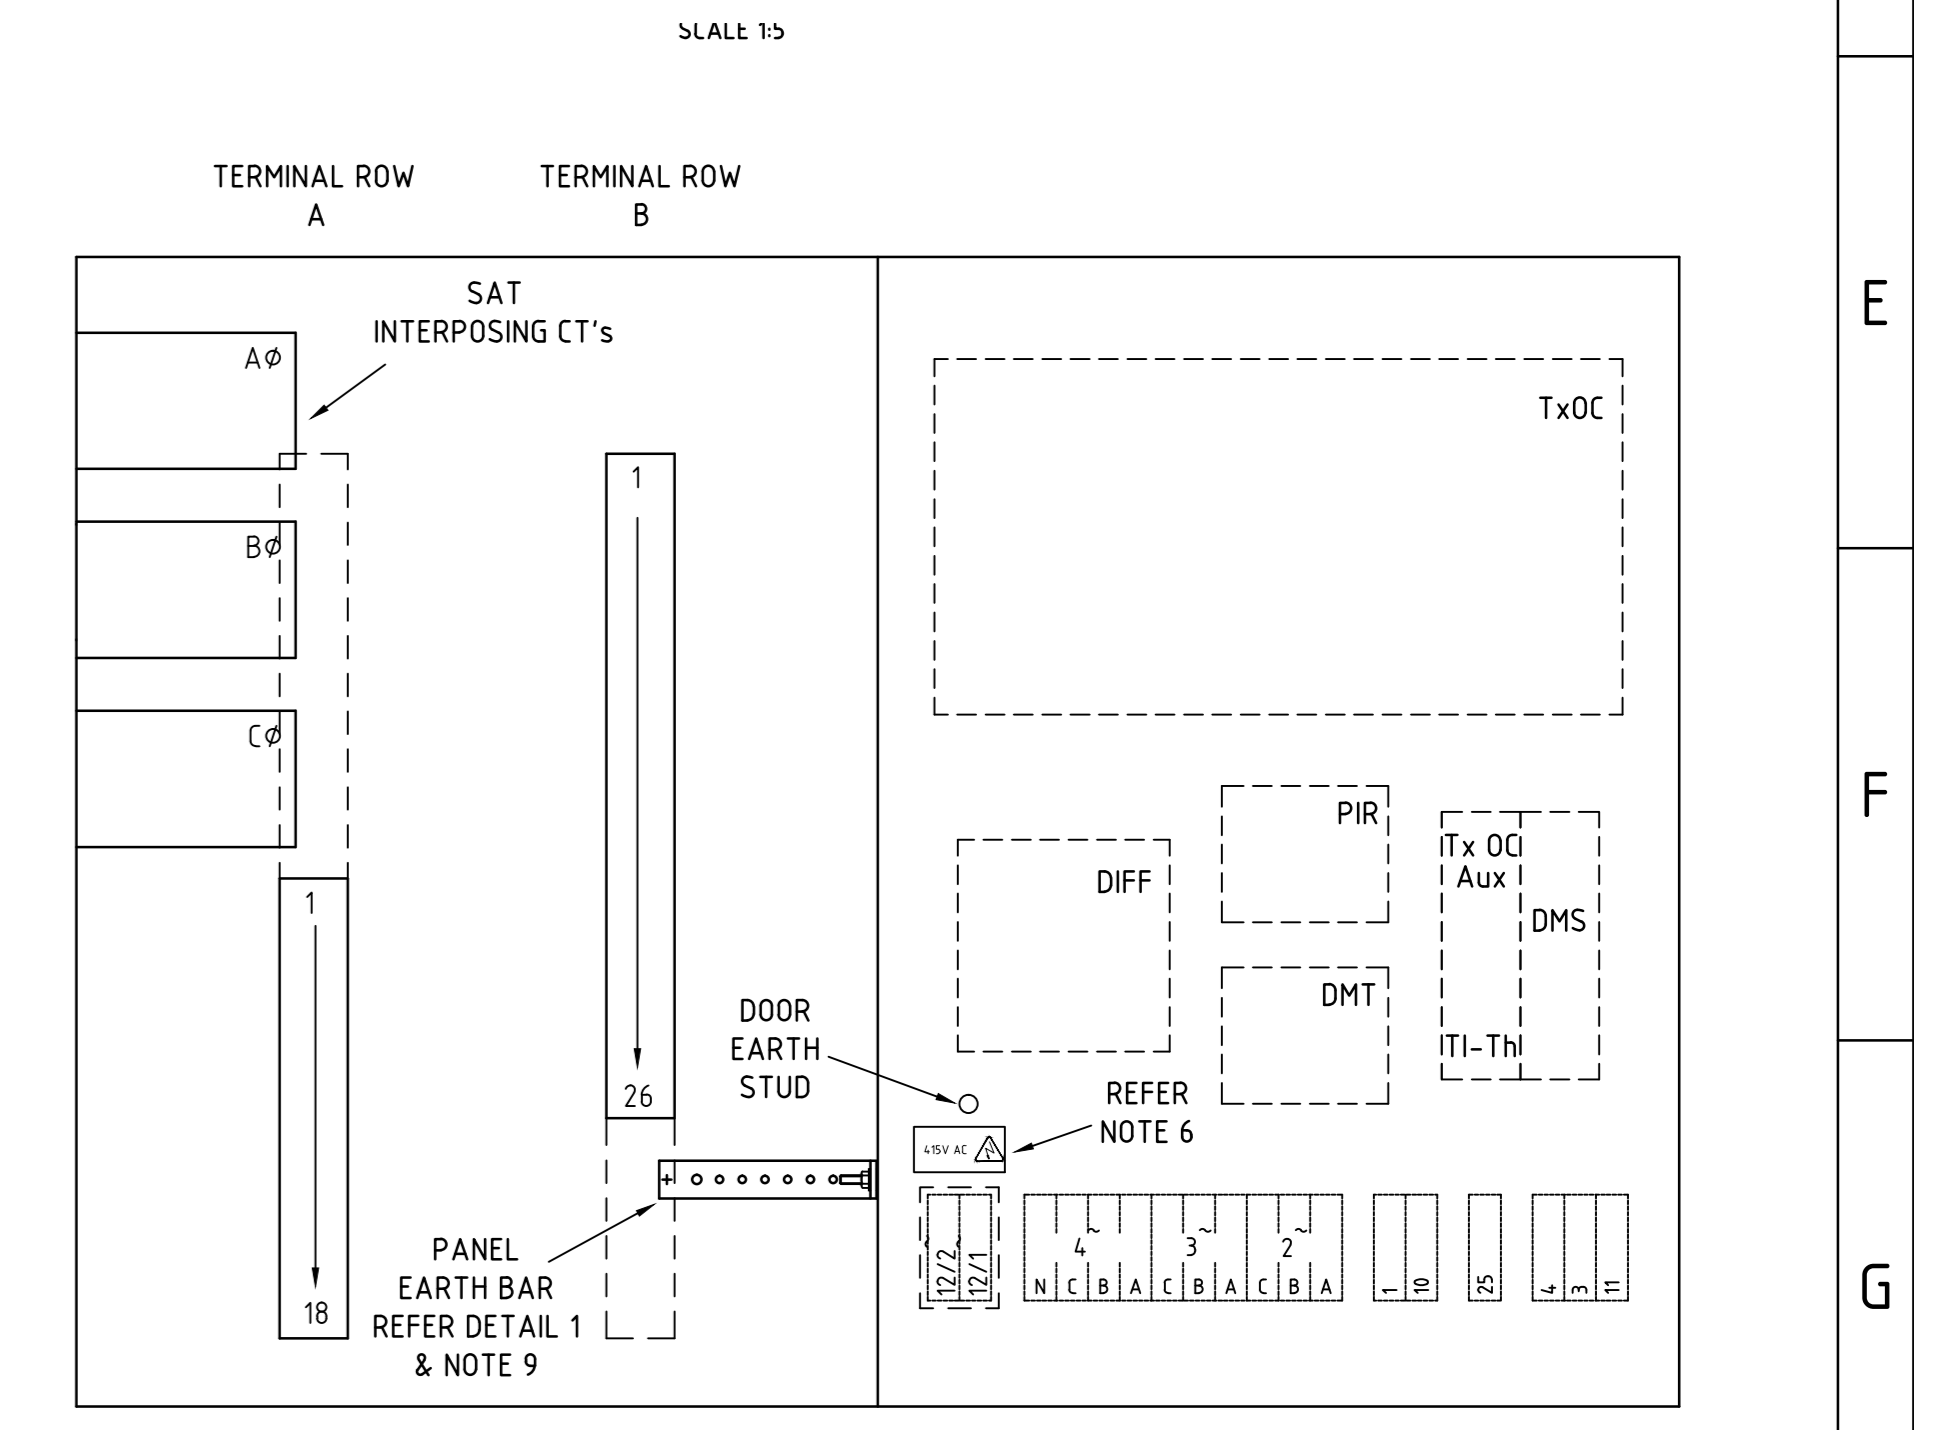 SCALE 1:5
TERMINAL ROW
A
TERMINAL ROW
B
E
SAT
INTERPOSING CT's
AØ
TxOC
1
BØ
CØ
F
PIR
Tx OC
Aux
DIFF
1
DMS
DMT
DOOR
EARTH
STUD
TI-Th
26
REFER
NOTE 6
415V AC
PANEL
EARTH BAR
REFER DETAIL 1
& NOTE 9
18
12/2
12/1
4~
3~
2~
N C B A C B A C B A
1
10
25
4
3
11
G